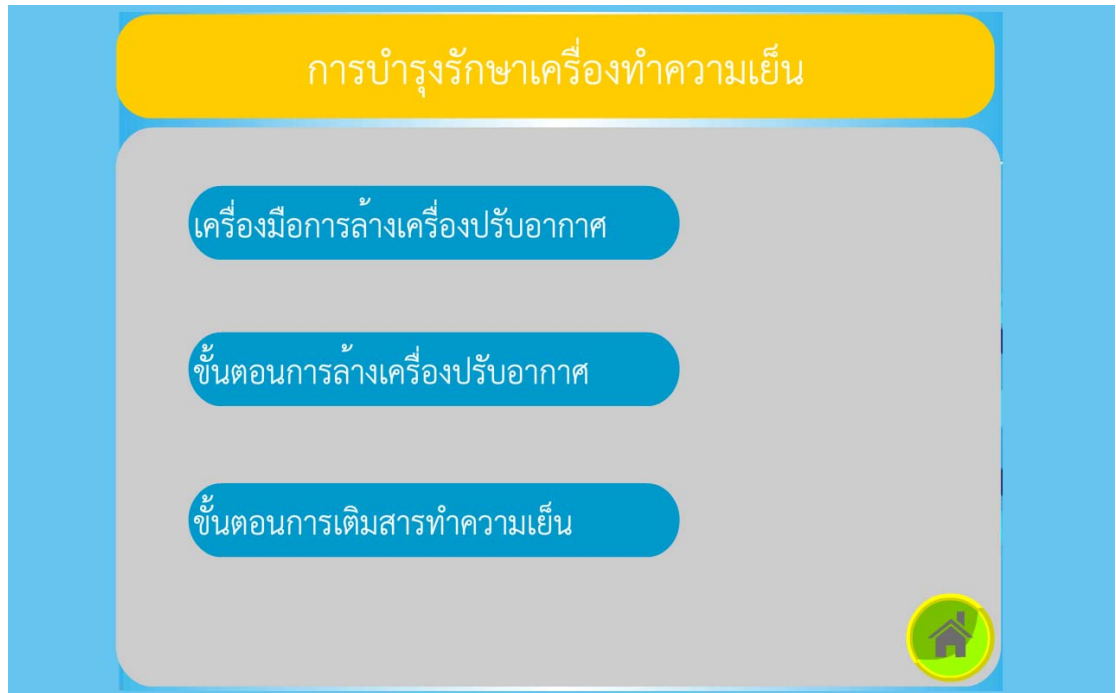 การบำรุงรักษาเครื่องทำความเย็น
เครื่องมือการล้างเครื่องปรับอากาศ
ขั้นตอนการล้างเครื่องปรับอากาศ
ขั้นตอนการเติมสารทำความเย็น